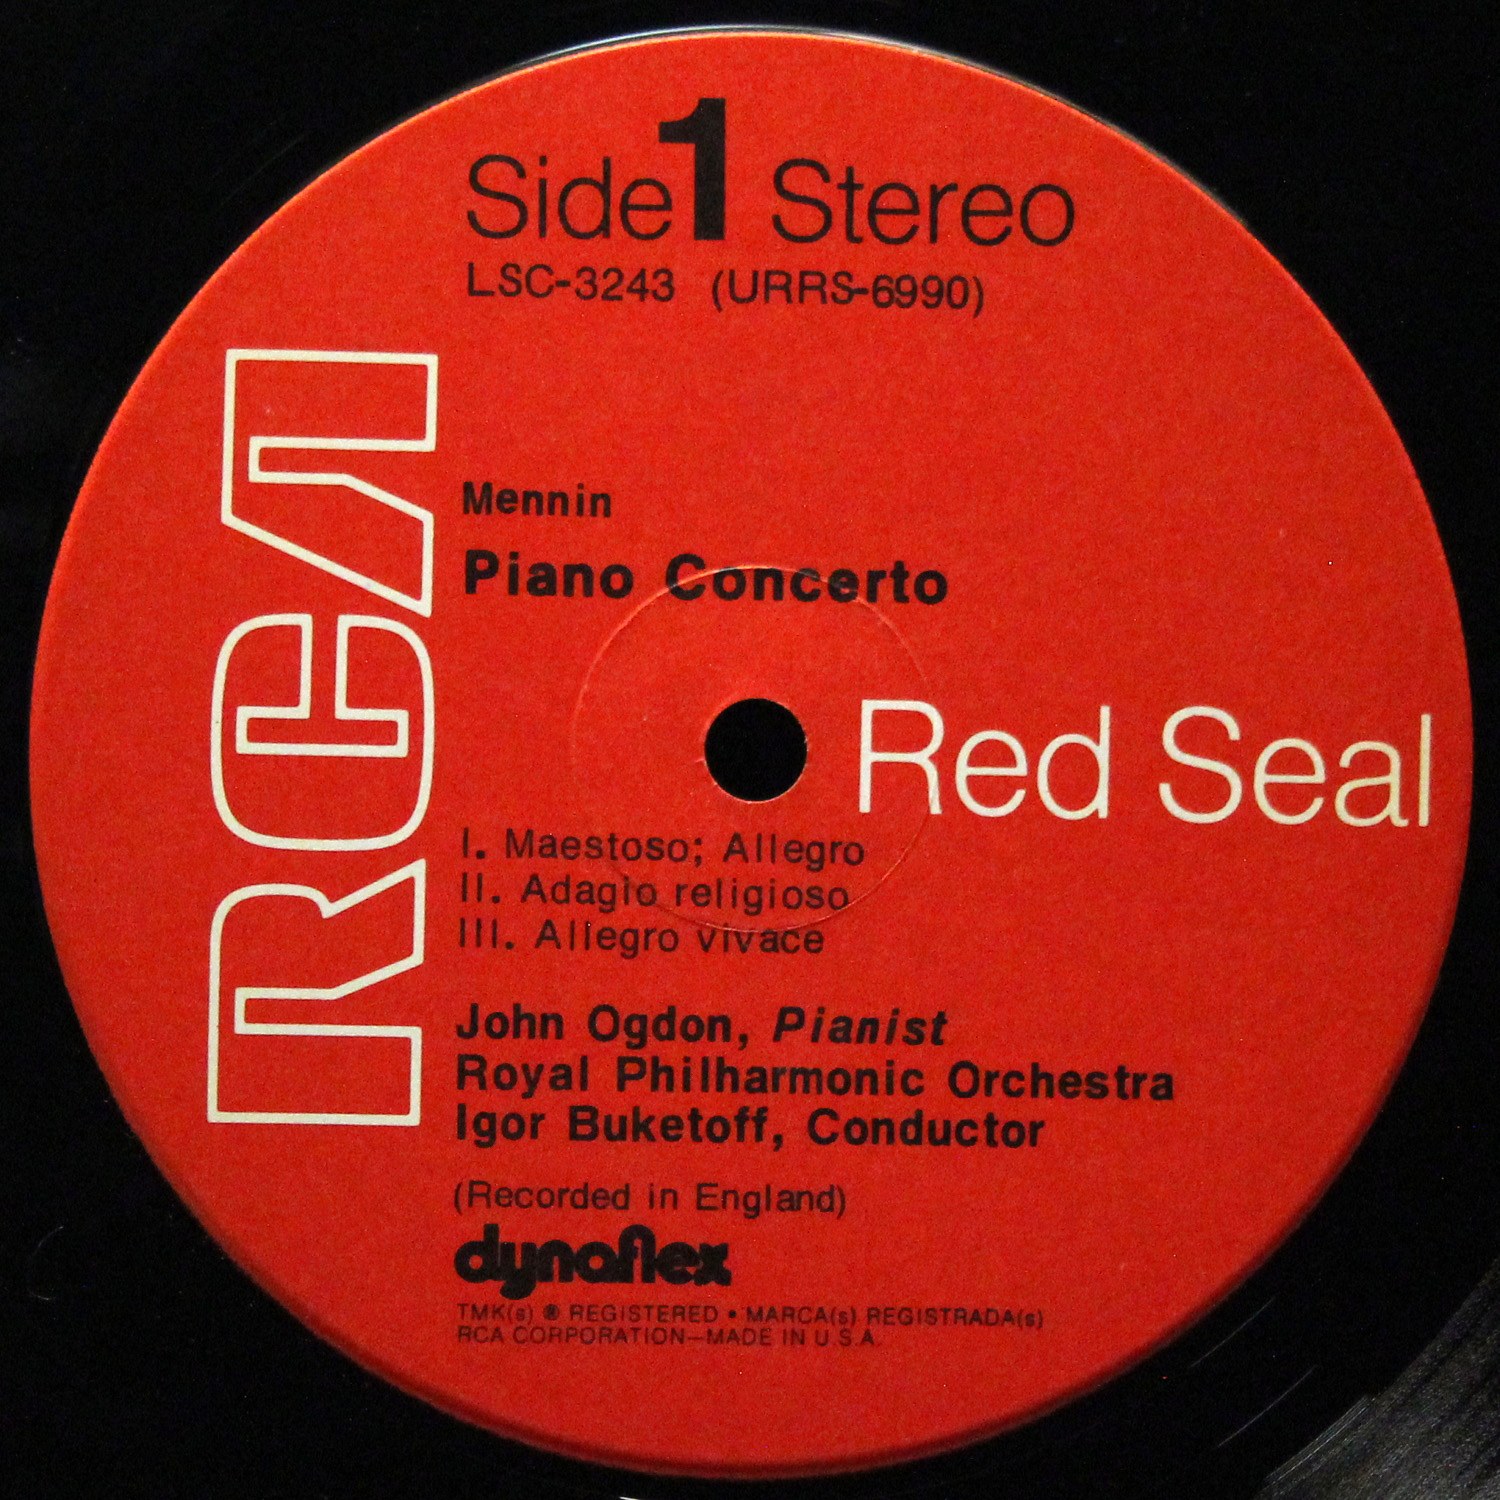 Side 1 Stereo
LSC-3243 (URRS-6990)
RCA
Mennin
Piano Concerto
Red Seal
I. Maestoso; Allegro
II. Adagio religioso
III. Allegro vivace
John Ogdon, Pianist
Royal Philharmonic Orchestra
Igor Buketoff, Conductor
(Recorded in England)
dynaflex
TMK(s) ® REGISTERED • MARCA(s) REGISTRADA(s)
RCA CORPORATION—MADE IN U.S.A.